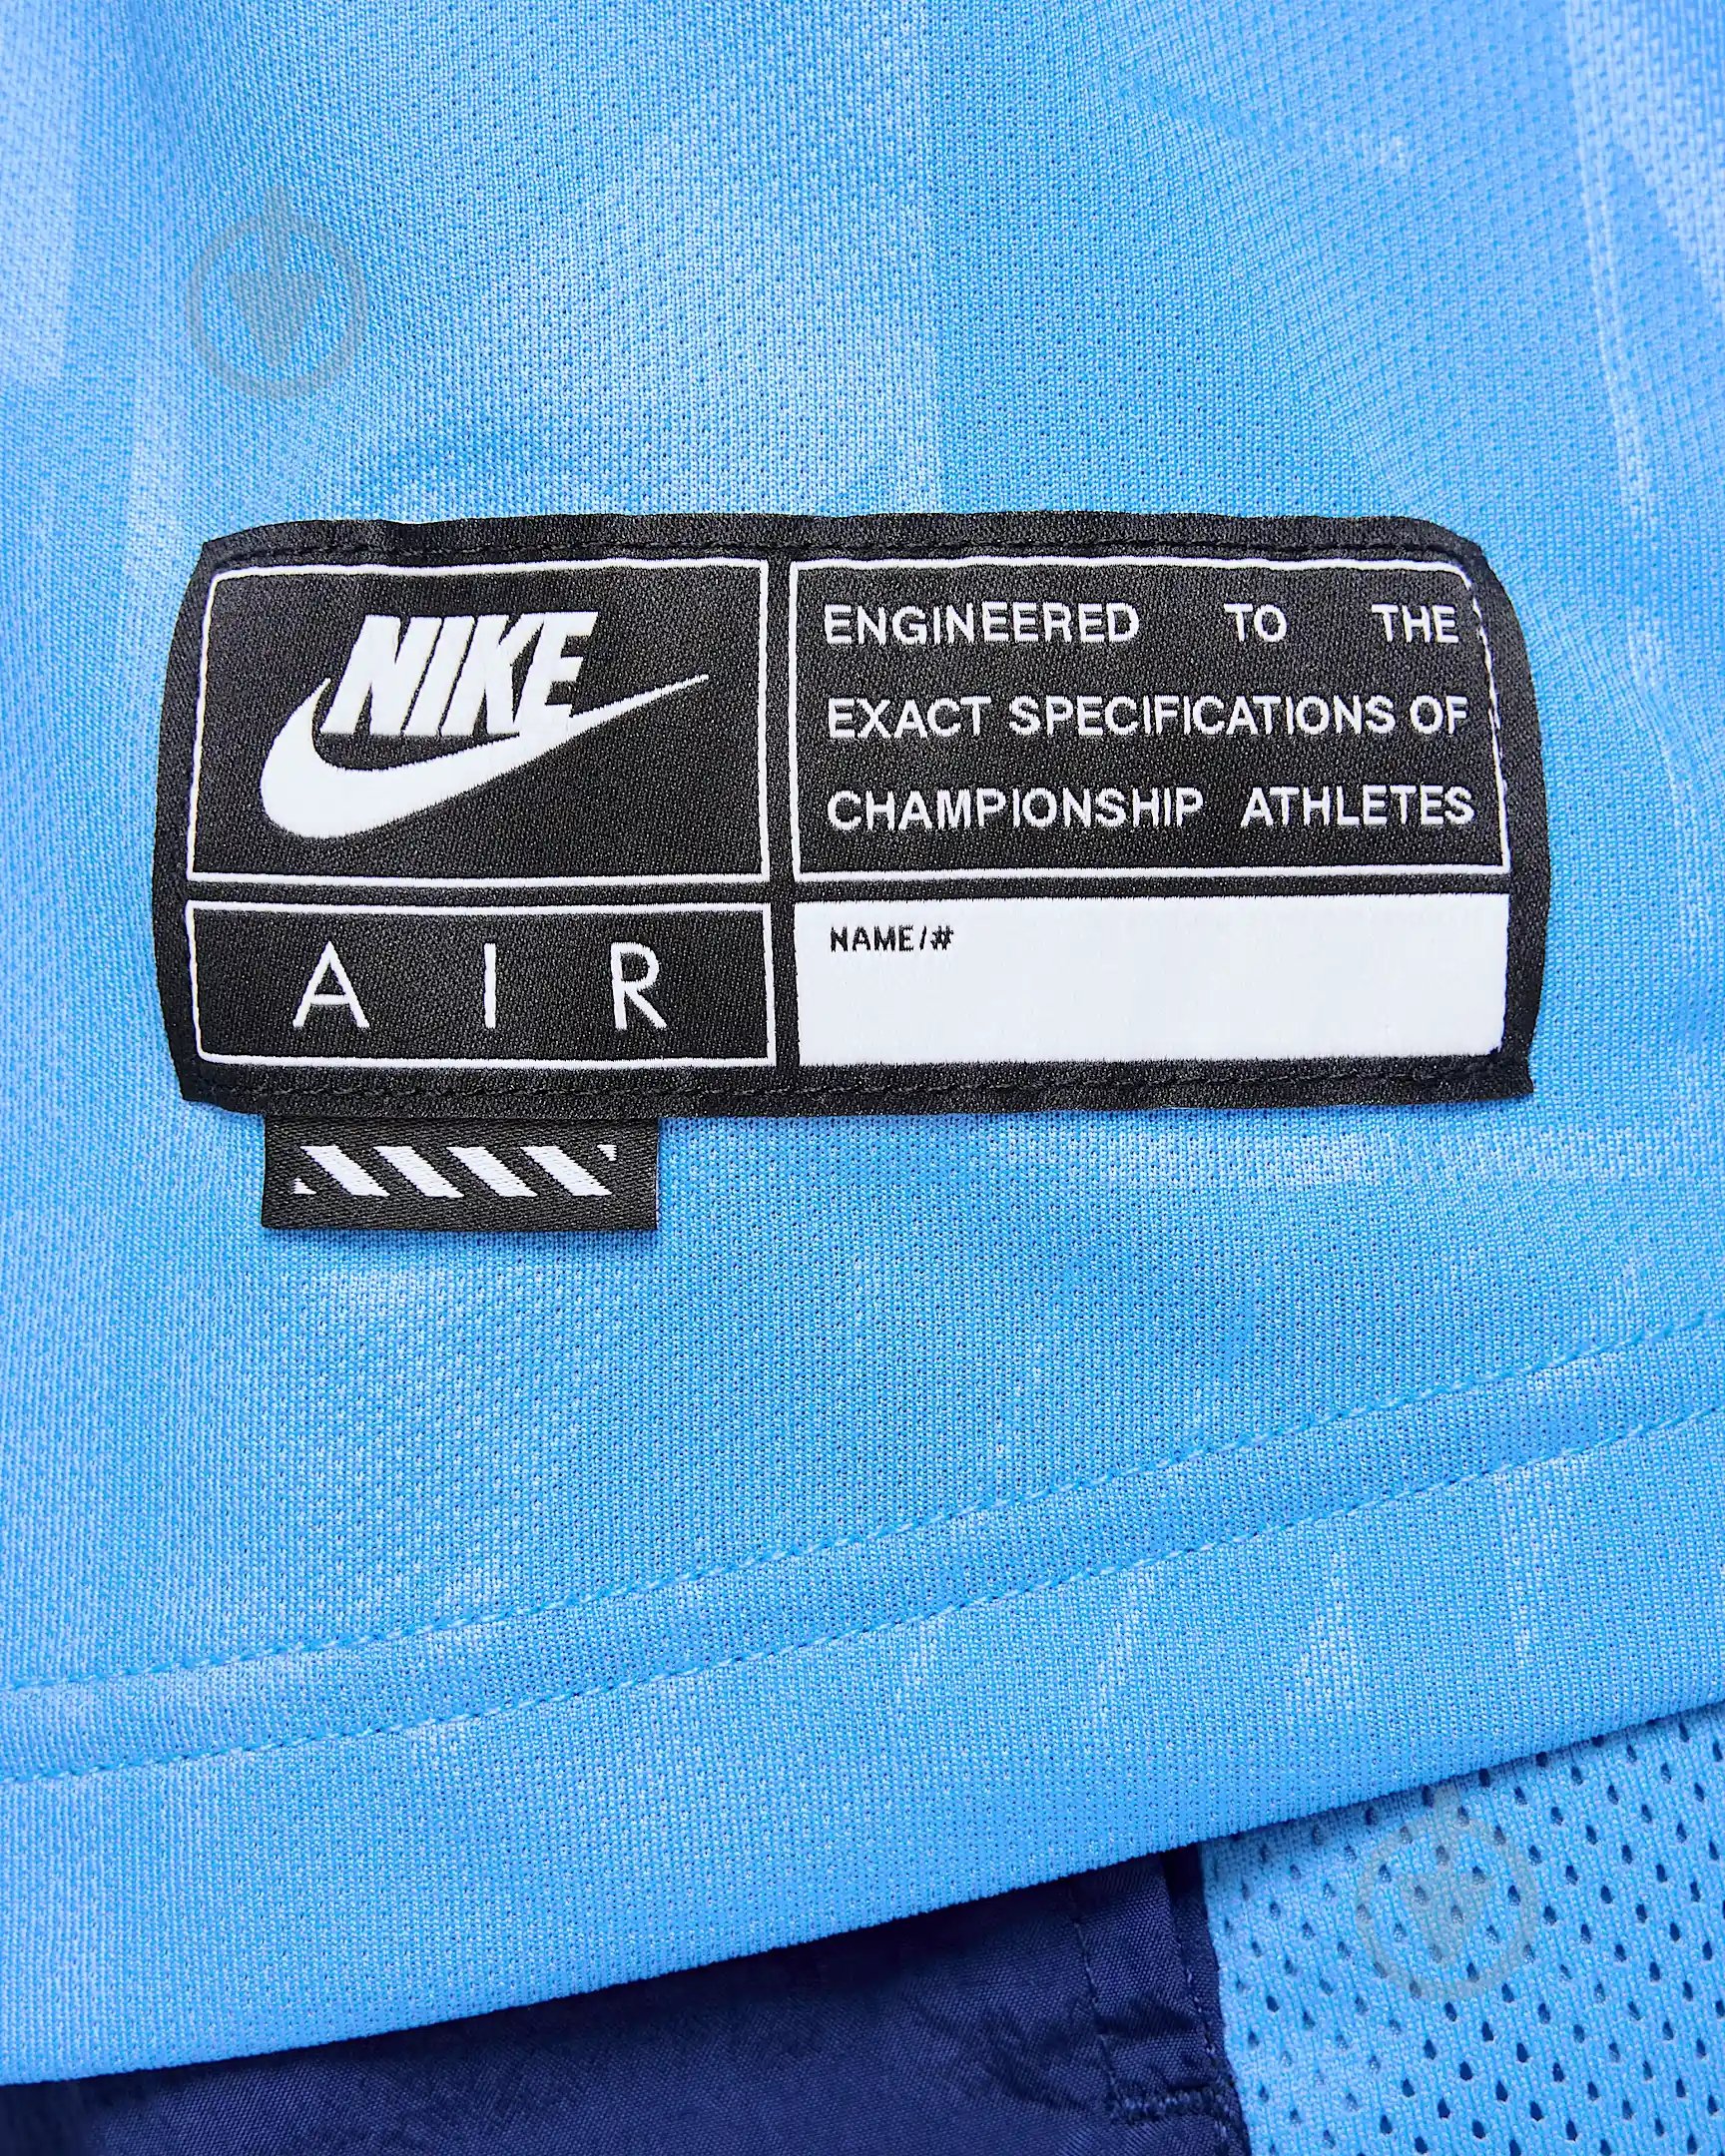 NIKE
ENGINEERED TO THE
EXACT SPECIFICATIONS OF
CHAMPIONSHIP ATHLETES
AIR
NAME/#